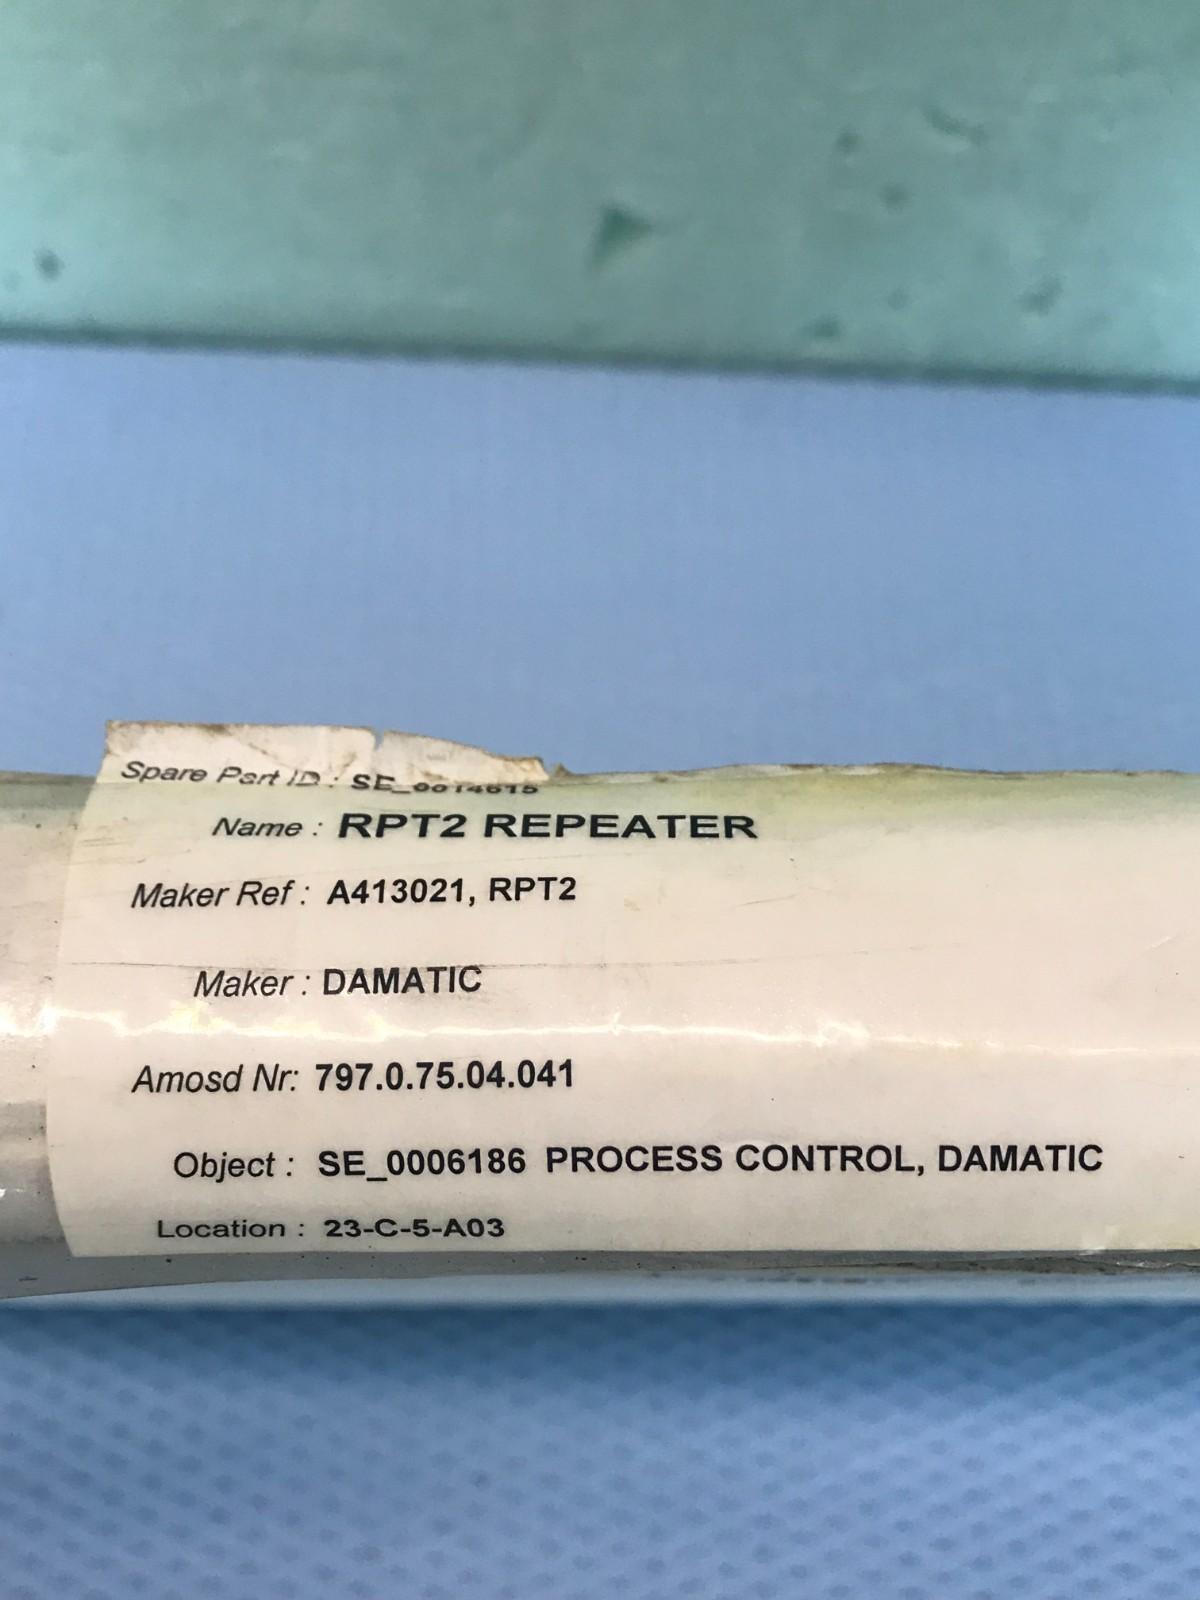 Spare Part ID : SE_0014615
Name : RPT2 REPEATER
Maker Ref : A413021, RPT2
Maker : DAMATIC
Amosd Nr: 797.0.75.04.041
Object : SE_0006186 PROCESS CONTROL, DAMATIC
Location : 23-C-5-A03